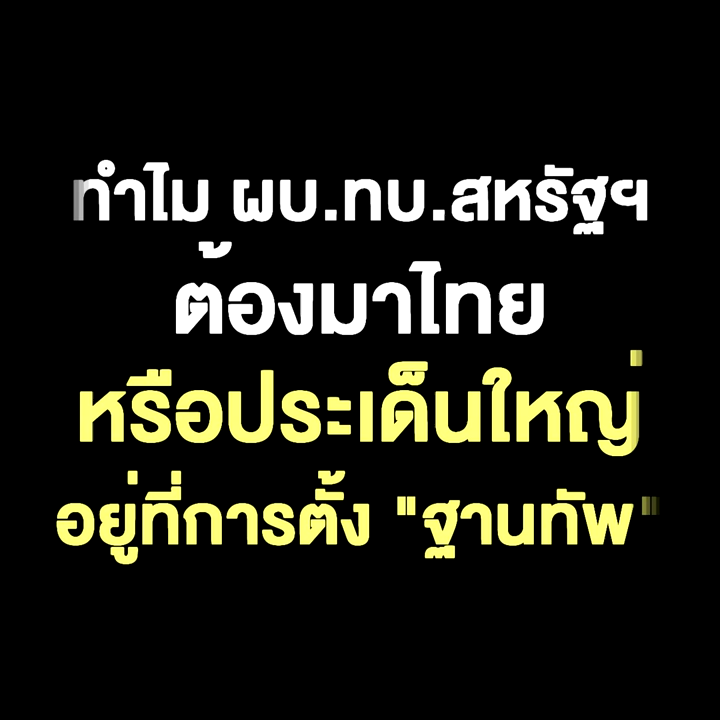 ทำไม ผบ.ทบ.สหรัฐฯ
ต้องมาไทย
หรือประเด็นใหญ่
อยู่ที่การตั้ง "ฐานทัพ"